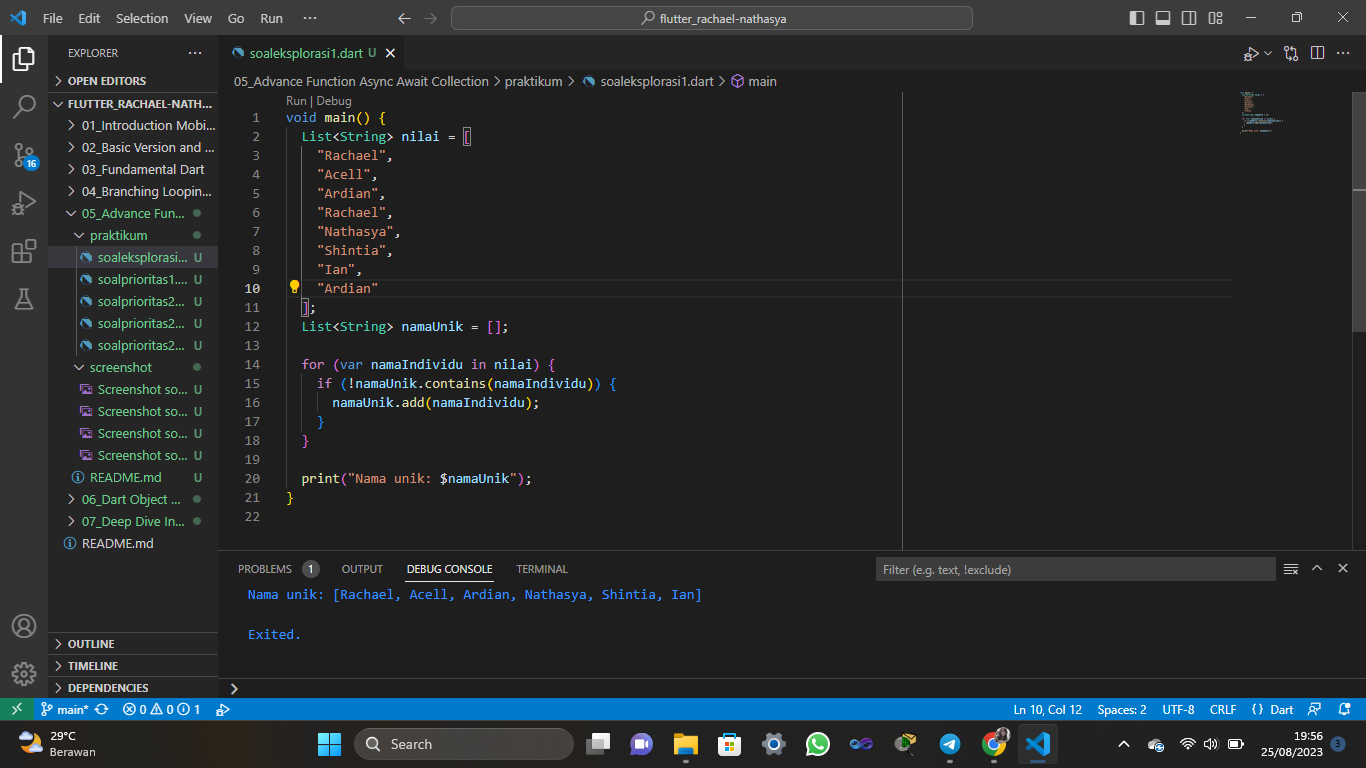 File Edit Selection View Go Run ··· flutter_rachael-nathasya
EXPLORER ···
OPEN EDITORS
FLUTTER_RACHAEL-NATH...
01_Introduction Mobi...
02_Basic Version and ...
03_Fundamental Dart
04_Branching Loopin...
05_Advance Fun...
praktikum
soaleksplorasi... U
soalprioritas1.... U
soalprioritas2... U
soalprioritas2... U
soalprioritas2... U
screenshot
Screenshot so... U
Screenshot so... U
Screenshot so... U
Screenshot so... U
README.md U
06_Dart Object ...
07_Deep Dive In...
README.md
OUTLINE
TIMELINE
DEPENDENCIES
16
soaleksplorasi1.dart U
05_Advance Function Async Await Collection > praktikum > soaleksplorasi1.dart > main
Run | Debug
1 void main() {
2 List<String> nilai = [
3 "Rachael",
4 "Acell",
5 "Ardian",
6 "Rachael",
7 "Nathasya",
8 "Shintia",
9 "Ian",
10 "Ardian"
11 ];
12 List<String> namaUnik = [];
13
14 for (var namaIndividu in nilai) {
15 if (!namaUnik.contains(namaIndividu)) {
16 namaUnik.add(namaIndividu);
17 }
18 }
19
20 print("Nama unik: $namaUnik");
21 }
22
PROBLEMS 1 OUTPUT DEBUG CONSOLE TERMINAL Filter (e.g. text, !exclude)
Nama unik: [Rachael, Acell, Ardian, Nathasya, Shintia, Ian]
Exited.
main* 0 0 1 Ln 10, Col 12 Spaces: 2 UTF-8 CRLF {} Dart
29°C
Berawan
Search
19:56
25/08/2023
3